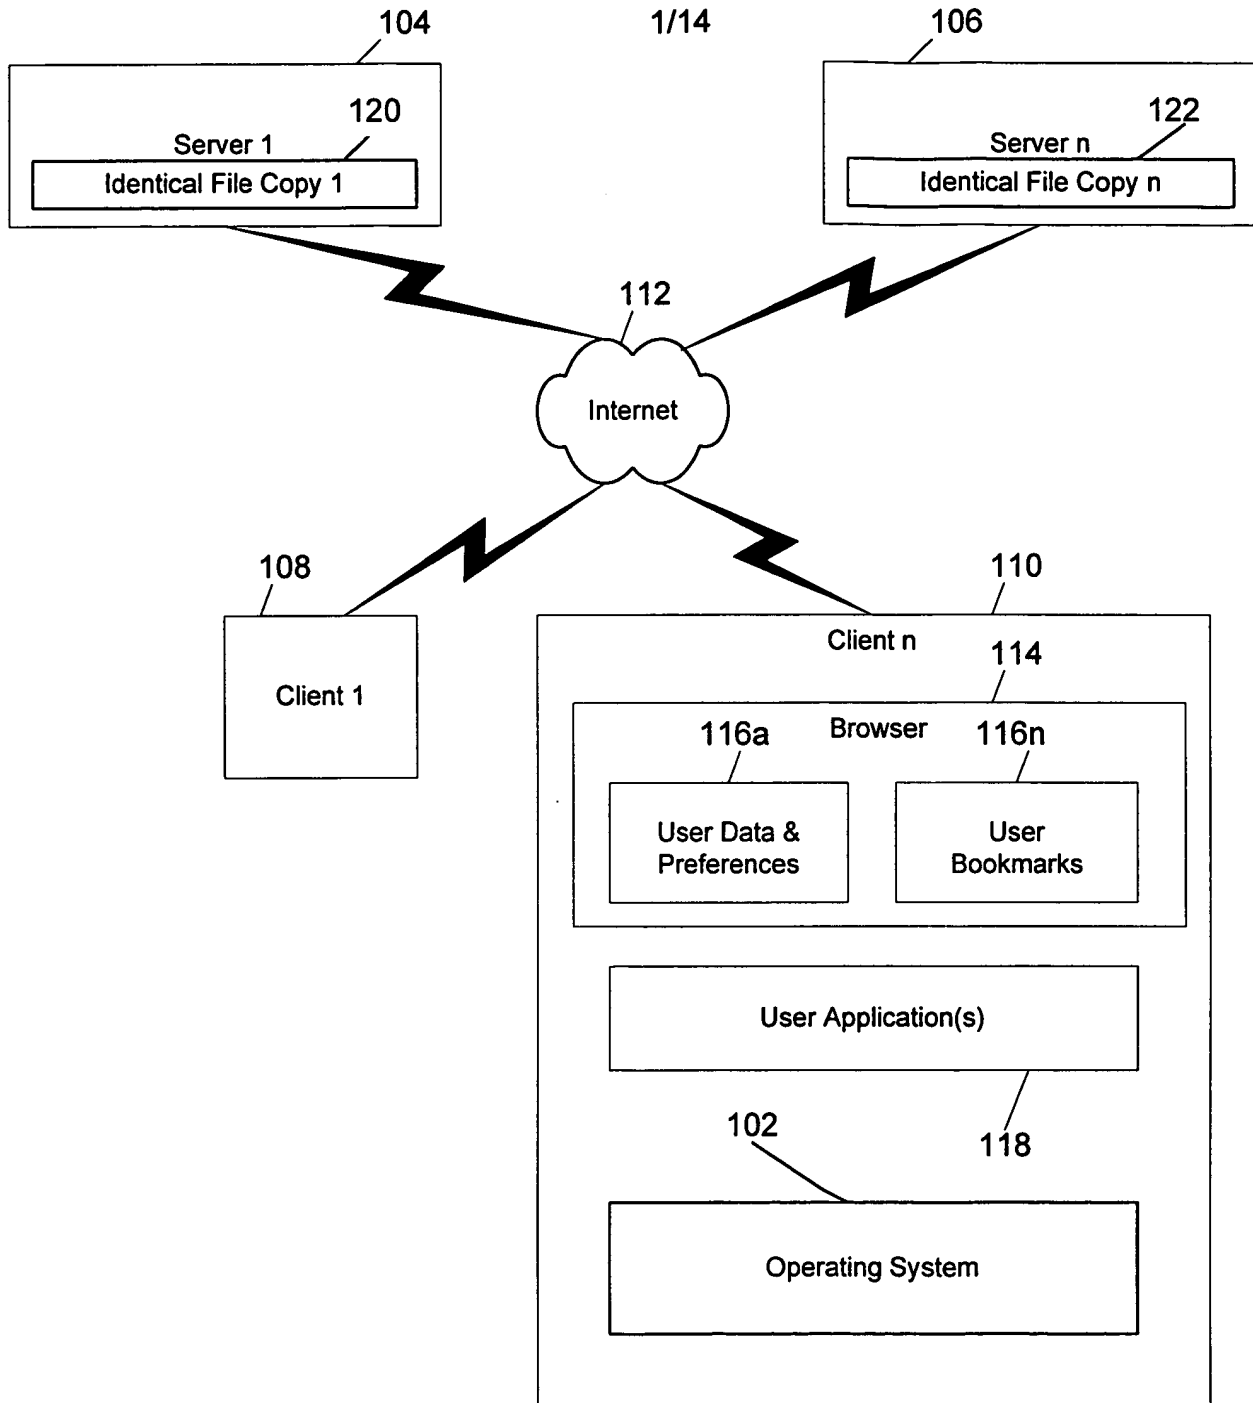 104
1/14
106
120
122
Server 1
Server n
Identical File Copy 1
Identical File Copy n
112
Internet
108
110
Client n
114
Client 1
116a
Browser
116n
User Data &
Preferences
User
Bookmarks
User Application(s)
102
118
Operating System